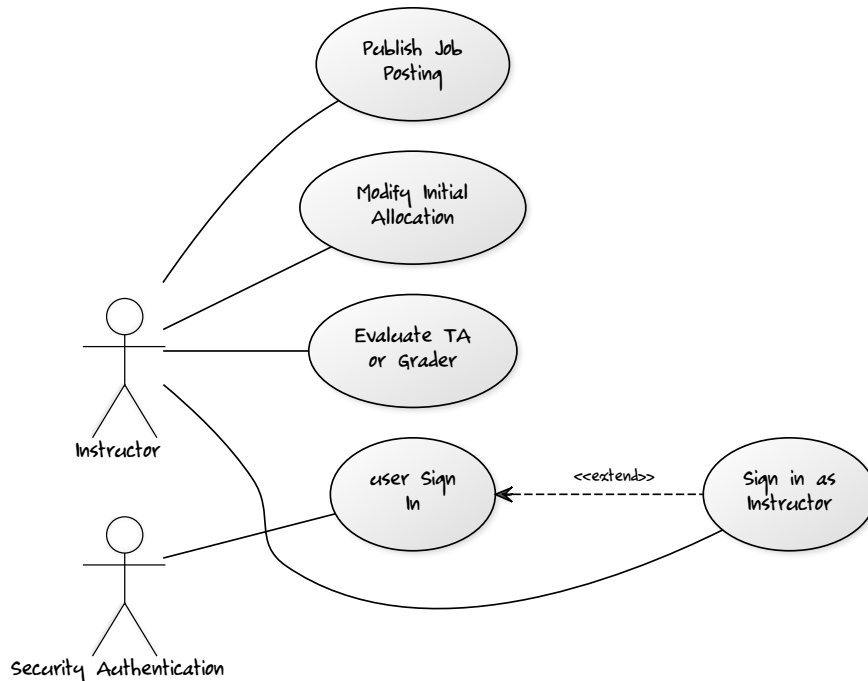 Publish Job
Posting
Modify Initial
Allocation
Evaluate TA
or Grader
Instructor
user Sign
In
<<extend>>
Sign in as
Instructor
Security Authentication